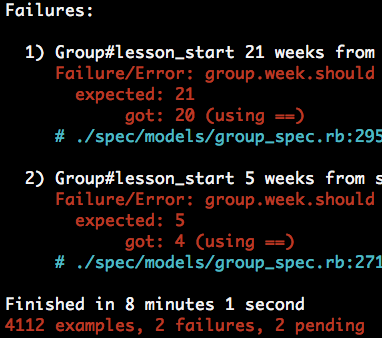 Failures:
1) Group#lesson_start 21 weeks from
Failure/Error: group.week.should
expected: 21
got: 20 (using ==)
# ./spec/models/group_spec.rb:295
2) Group#lesson_start 5 weeks from s
Failure/Error: group.week.should
expected: 5
got: 4 (using ==)
# ./spec/models/group_spec.rb:271
Finished in 8 minutes 1 second
4112 examples, 2 failures, 2 pending